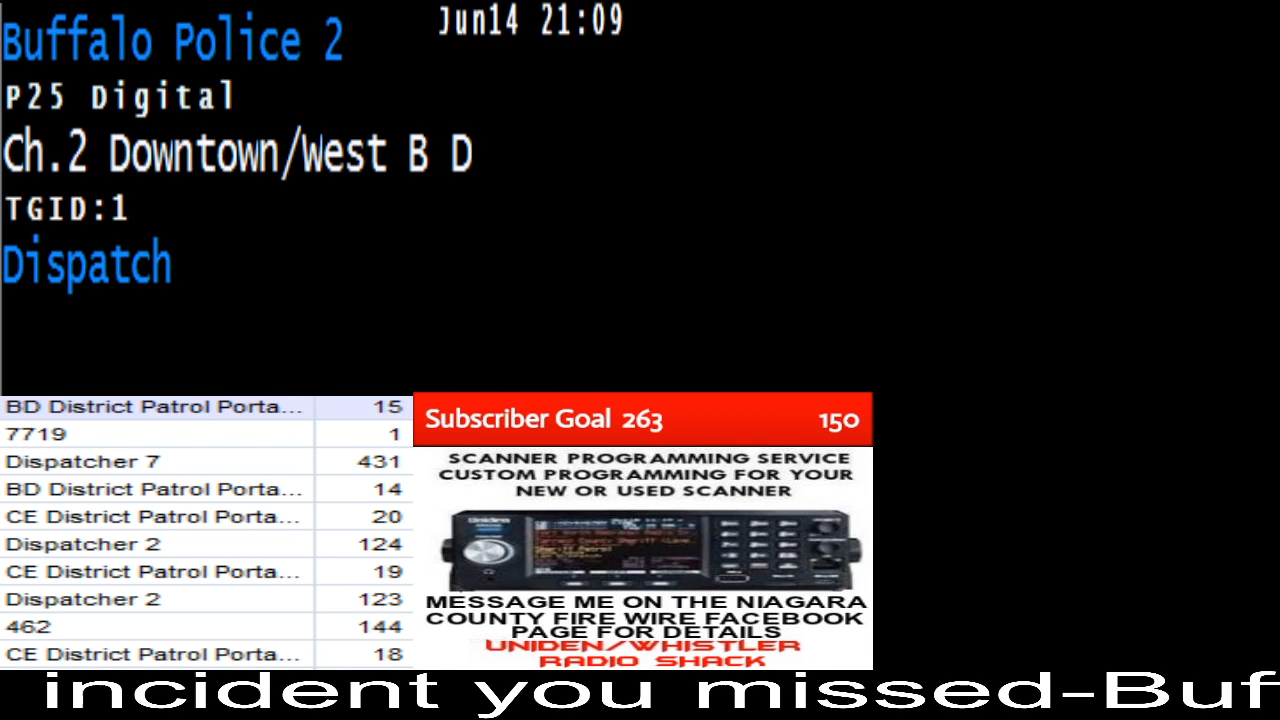 Buffalo Police 2
Jun14 21:09
P25 Digital
Ch.2 Downtown/West B D
TGID:1
Dispatch
BD District Patrol Porta... 15
7719 1
Dispatcher 7 431
BD District Patrol Porta... 14
CE District Patrol Porta... 20
Dispatcher 2 124
CE District Patrol Porta... 19
Dispatcher 2 123
462 144
CE District Patrol Porta... 18
Subscriber Goal 263 150
SCANNER PROGRAMMING SERVICE
CUSTOM PROGRAMMING FOR YOUR
NEW OR USED SCANNER
Uniden
MESSAGE ME ON THE NIAGARA
COUNTY FIRE WIRE FACEBOOK
PAGE FOR DETAILS
UNIDEN/WHISTLER
RADIO SHACK
incident you missed-Buf